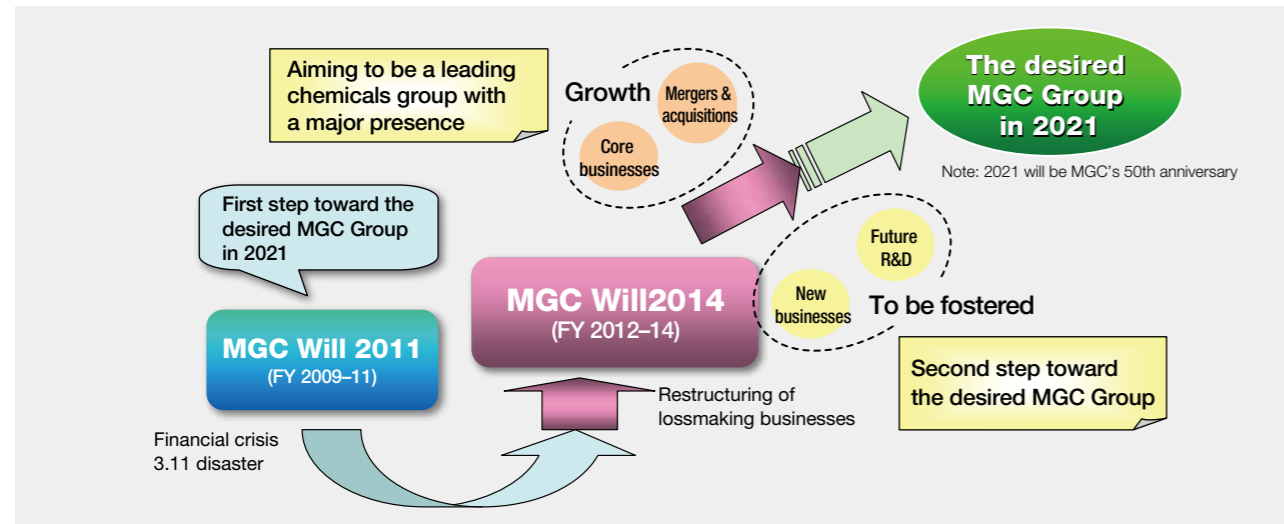 Aiming to be a leading
chemicals group with
a major presence
Growth
Mergers &
acquisitions
Core
businesses
The desired
MGC Group
in 2021
Note: 2021 will be MGC's 50th anniversary
First step toward the
desired MGC Group
in 2021
MGC Will 2011
(FY 2009–11)
Financial crisis
3.11 disaster
MGC Will2014
(FY 2012–14)
Restructuring of
lossmaking businesses
Future
R&D
New
businesses
To be fostered
Second step toward
the desired MGC Group